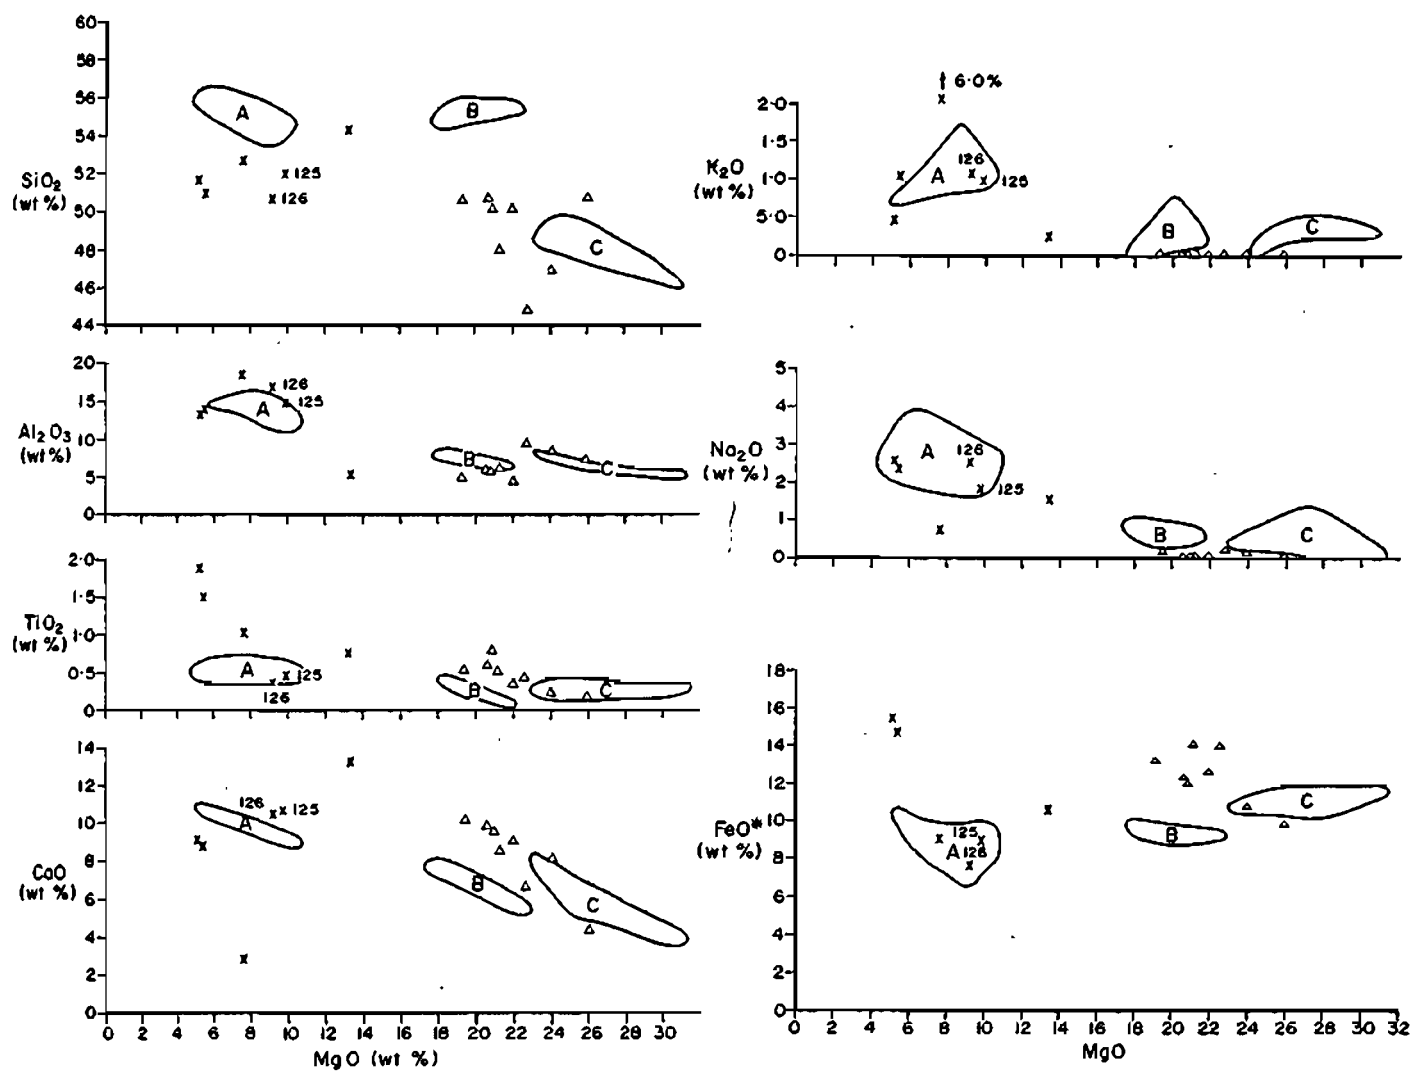 60
58
56
54
52
50
48
46
44
SiO2
(wt %)
A
B
C
x125
x126
20
15
10
5
0
Al2O3
(wt %)
126
125
A
B
C
2·0
1·5
1·0
0·5
0
TiO2
(wt %)
A
125
126
B
C
14
12
10
8
6
4
2
0
CaO
(wt %)
126
125
A
B
C
0 2 4 6 8 10 12 14 16 18 20 22 24 26 28 30
MgO (wt %)
6·0%
2·0
1·5
1·0
5·0
0
K2O
(wt %)
126
A
125
B
C
5
4
3
2
1
0
Na2O
(wt %)
A
126
125
B
C
18
16
14
12
10
8
6
4
2
0
FeO*
(wt %)
125
A 126
B
C
0 2 4 6 8 10 12 14 16 18 20 22 24 26 28 30 32
MgO